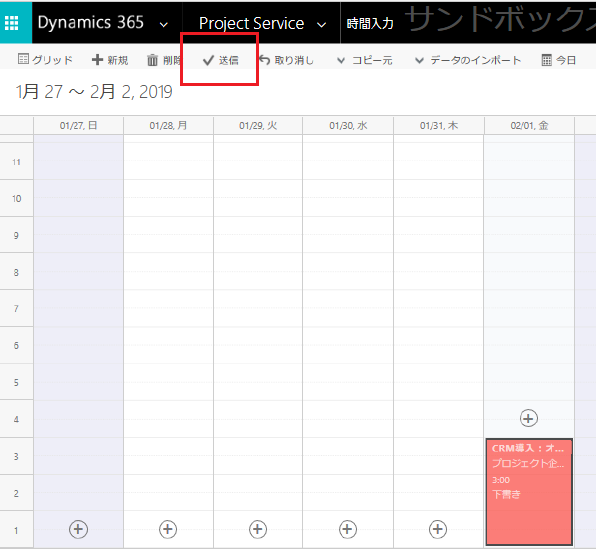 Dynamics 365 Project Service 時間入力 サンドボックス
グリッド 新規 削除 送信 取り消し コピー元 データのインポート 今日
1月 27 ～ 2月 2, 2019
01/27, 日 01/28, 月 01/29, 火 01/30, 水 01/31, 木 02/01, 金
11
10
9
8
7
6
5
4
3
2
1
CRM導入：オ...
プロジェクト企...
3:00
下書き